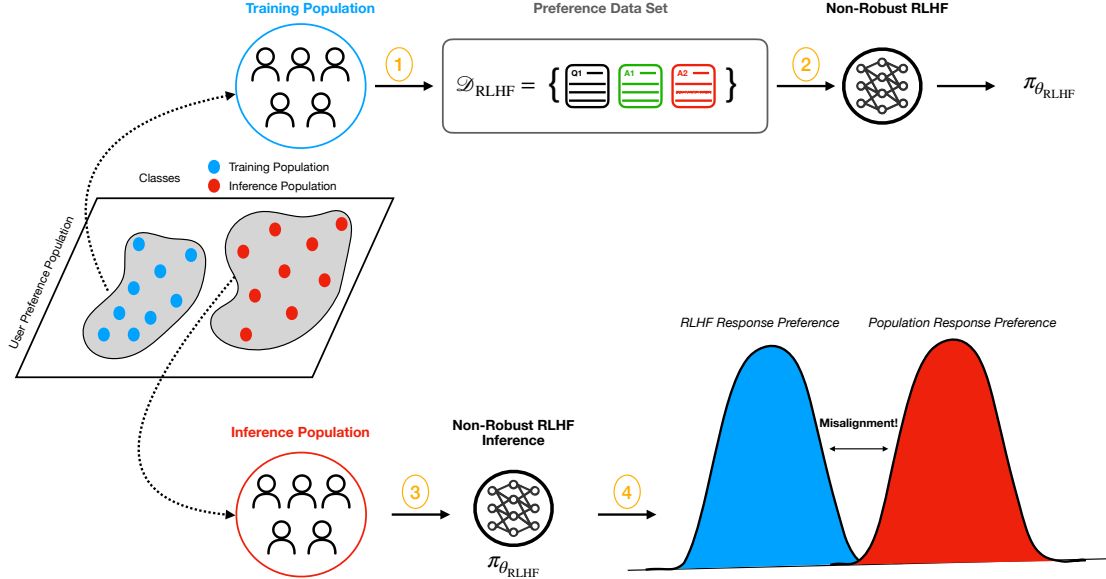 Training Population
Preference Data Set
Non-Robust RLHF
1
𝒟RLHF = { Q1 A1 A2 }
2
πθRLHF
Classes
Training Population
Inference Population
User Preference Population
RLHF Response Preference
Population Response Preference
Misalignment!
Inference Population
Non-Robust RLHF
Inference
3
4
πθRLHF